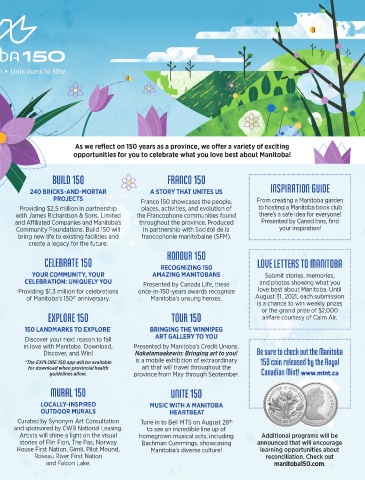 BA150
• Unis dans la fête
As we reflect on 150 years as a province, we offer a variety of exciting
opportunities for you to celebrate what you love best about Manitoba!
BUILD 150
240 BRICKS-AND-MORTAR
PROJECTS
Providing $2.5 million in partnership
with James Richardson & Sons, Limited
and Affiliated Companies and Manitoba's
Community Foundations. Build 150 will
bring new life to existing facilities and
create a legacy for the future.
CELEBRATE 150
YOUR COMMUNITY, YOUR
CELEBRATION: UNIQUELY YOU
Providing $1.3 million for celebrations
of Manitoba's 150th anniversary.
EXPLORE 150
150 LANDMARKS TO EXPLORE
Discover your next reason to fall
in love with Manitoba. Download,
Discover, and Win!
*The EXPLORE 150 app will be available
for download when provincial health
guidelines allow.
MURAL 150
LOCALLY-INSPIRED
OUTDOOR MURALS
Curated by Synonym Art Consultation
and sponsored by CWB National Leasing.
Artists will shine a light on the visual
stories of Flin Flon, The Pas, Norway
House First Nation, Gimli, Pilot Mound,
Roseau River First Nation
and Falcon Lake.
FRANCO 150
A STORY THAT UNITES US
Franco 150 showcases the people,
places, activities, and evolution of
the Francophone communities found
throughout the province. Produced
in partnership with Société de la
francophonie manitobaine (SFM).
HONOUR 150
RECOGNIZING 150
AMAZING MANITOBANS
Presented by Canada Life, these
once-in-150-years awards recognize
Manitoba's unsung heroes.
TOUR 150
BRINGING THE WINNIPEG
ART GALLERY TO YOU
Presented by Manitoba's Credit Unions,
Nakatamaakewin: Bringing art to you!
is a mobile exhibition of extraordinary
art that will travel throughout the
province from May through September.
UNITE 150
MUSIC WITH A MANITOBA
HEARTBEAT
Tune in to Bell MTS on August 28th
to see an incredible line up of
homegrown musical acts, including
Bachman Cummings, showcasing
Manitoba's diverse culture!
INSPIRATION GUIDE
From creating a Manitoba garden
to hosting a Manitoba book club
there's safe idea for everyone!
Presented by Canad Inns, find
your inspiration!
LOVE LETTERS TO MANITOBA
Submit stories, memories,
and photos showing what you
love best about Manitoba. Until
August 31, 2021, each submission
is a chance to win weekly prizes
or the grand prize of $2,000
airfare courtesy of Calm Air.
Be sure to check out the Manitoba
150 coin released by the Royal
Canadian Mint! www.mint.ca
Additional programs will be
announced that will encourage
learning opportunities about
reconciliation. Check out
manitoba150.com.